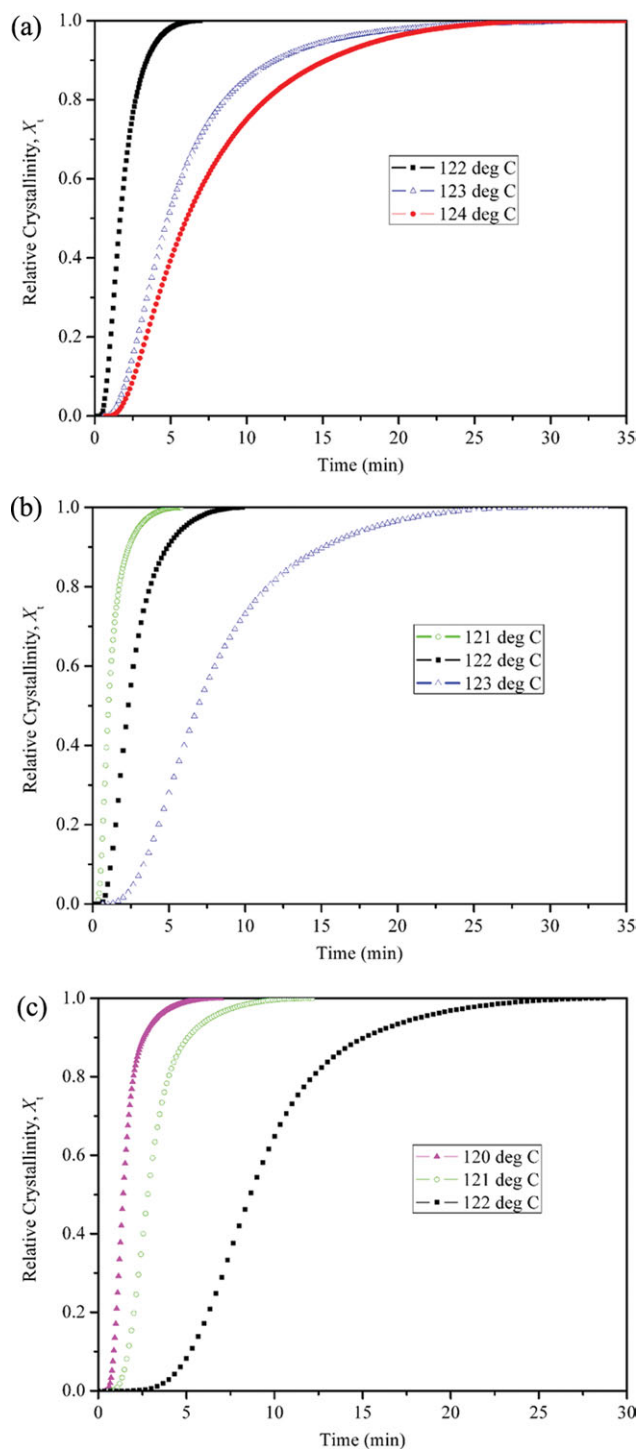 (a)
1.0
0.8
0.6
0.4
0.2
0.0
Relative Crystallinity, Xt
122 deg C
123 deg C
124 deg C
0 5 10 15 20 25 30 35
Time (min)
(b)
1.0
0.8
0.6
0.4
0.2
0.0
Relative Crystallinity, Xt
121 deg C
122 deg C
123 deg C
0 5 10 15 20 25 30 35
Time (min)
(c)
1.0
0.8
0.6
0.4
0.2
0.0
Relative Crystallinity, Xt
120 deg C
121 deg C
122 deg C
0 5 10 15 20 25 30
Time (min)